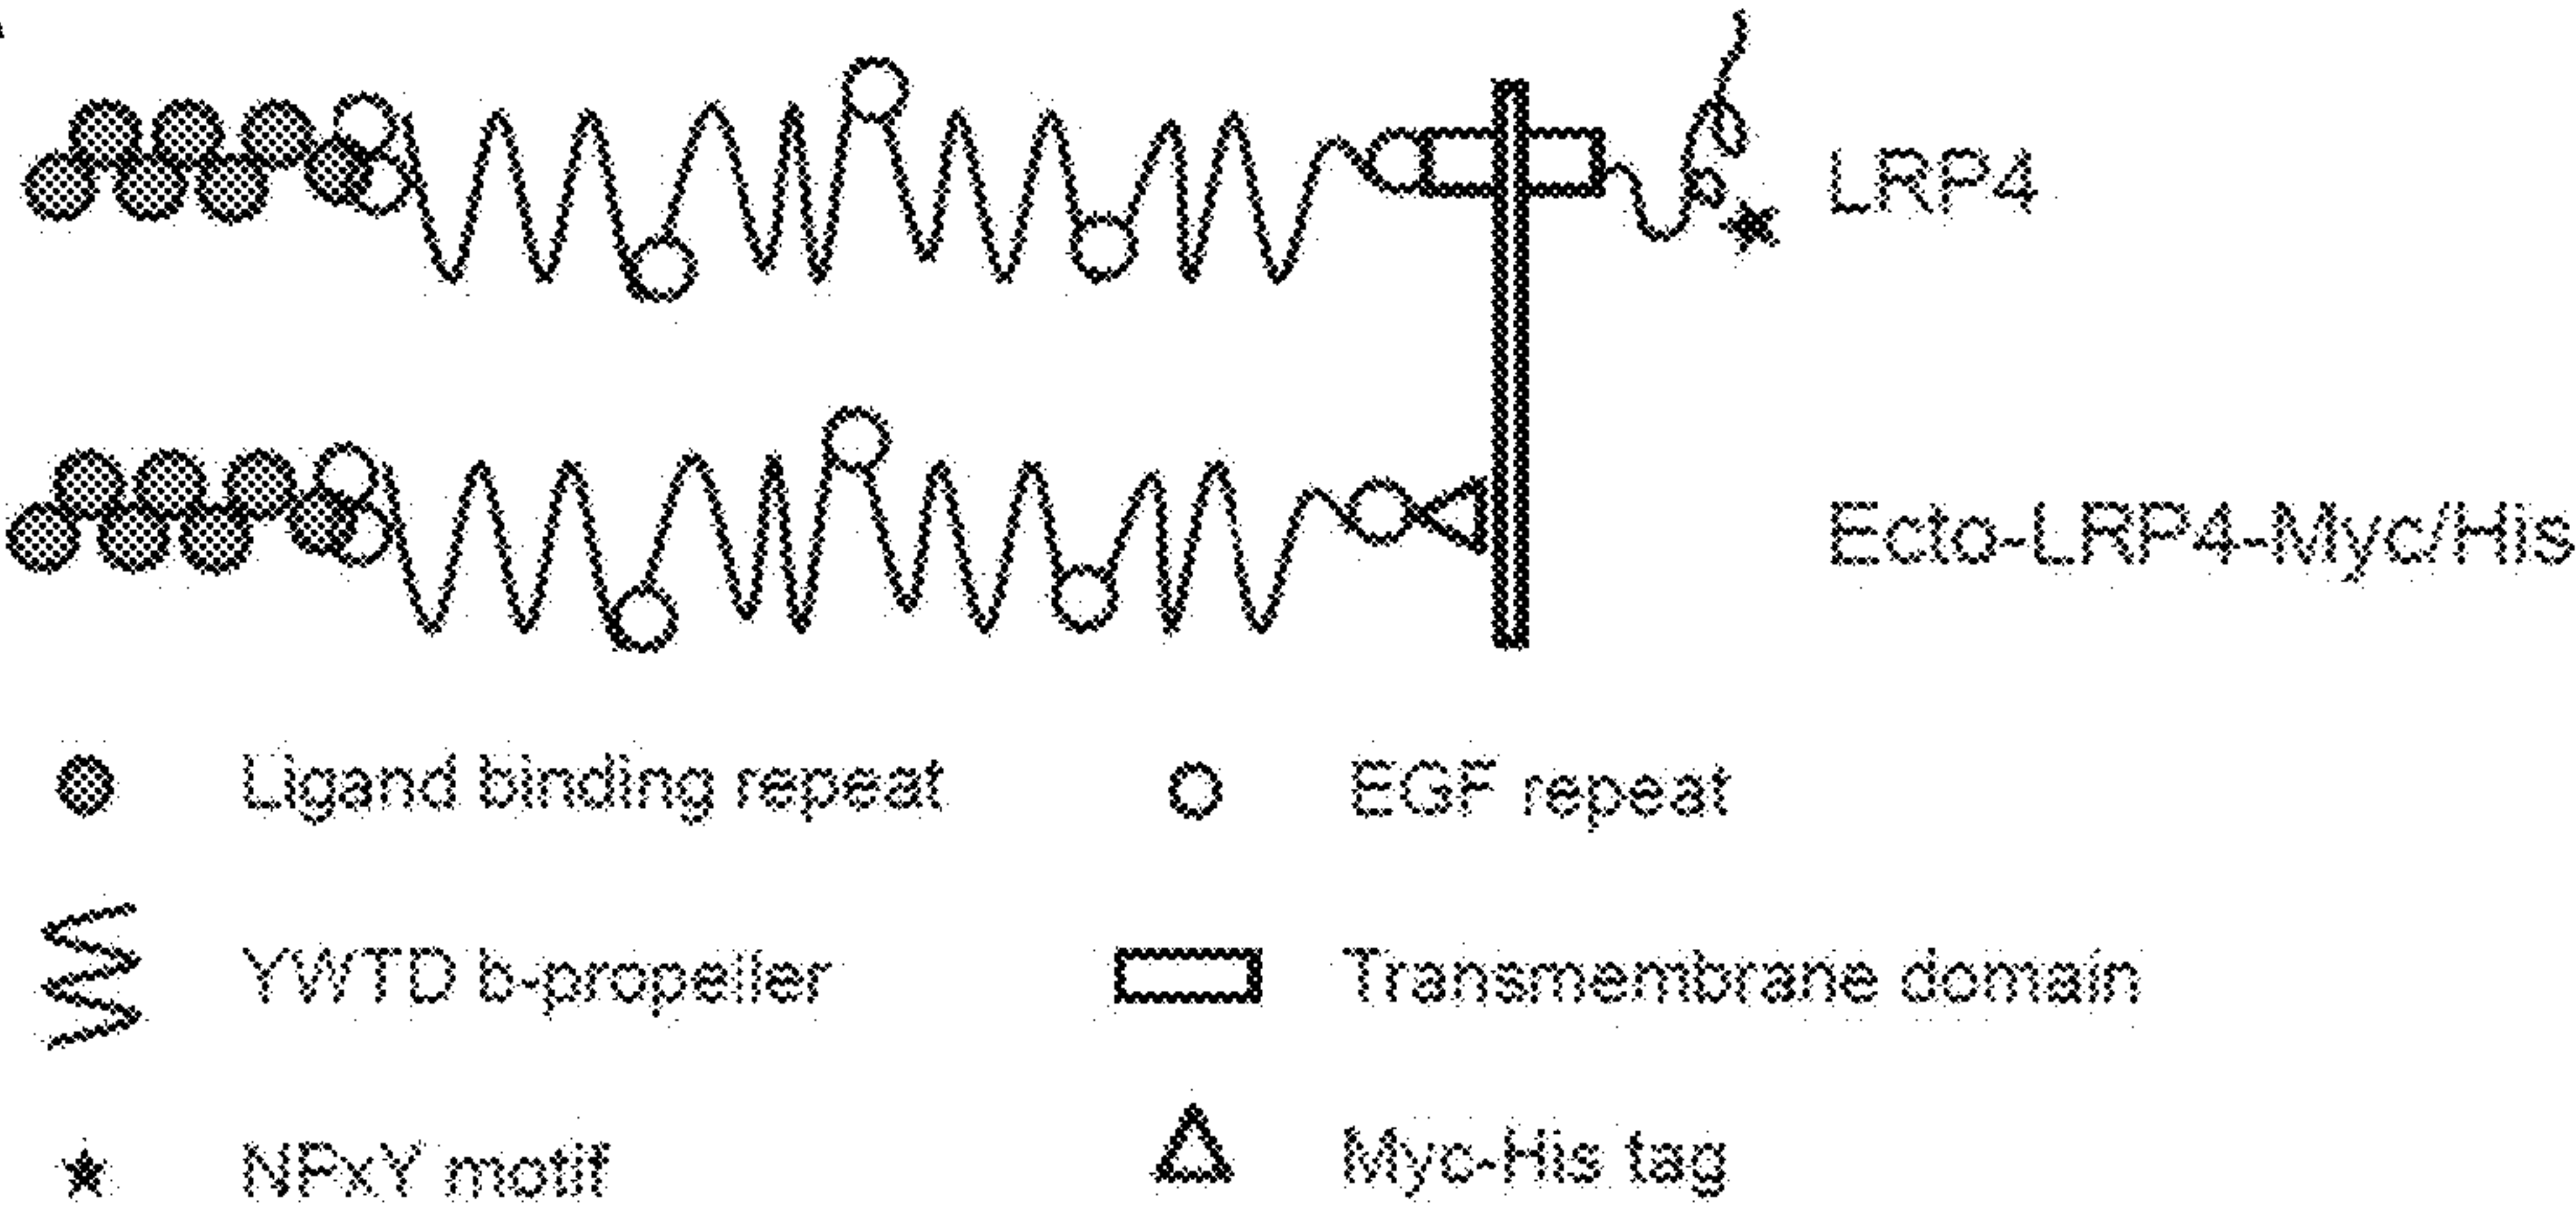 LRP4
Ecto-LRP4-Myc/His
Ligand binding repeat
EGF repeat
YWTD b-propeller
Transmembrane domain
NPxY motif
Myc-His tag